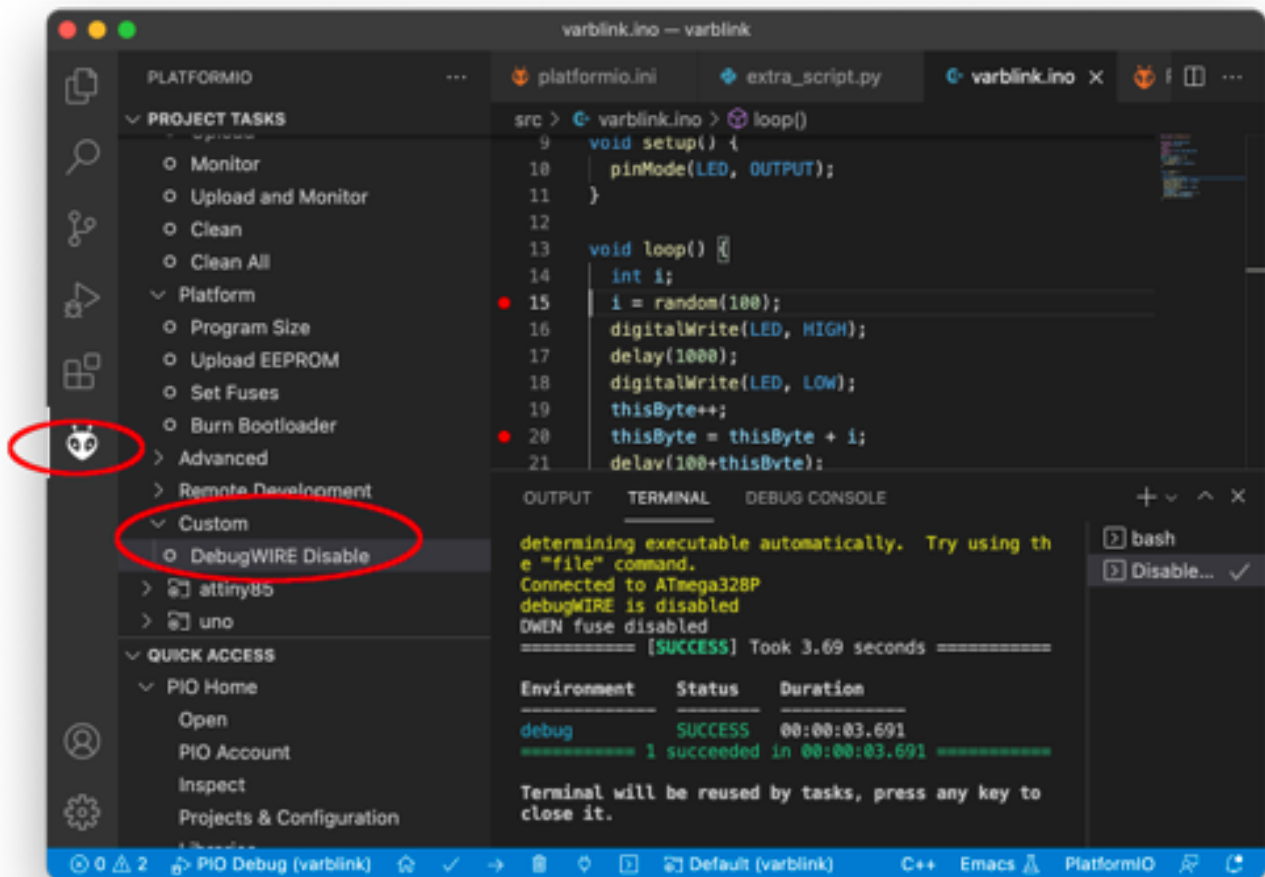 varblink.ino — varblink
PLATFORMIO
platformio.ini
extra_script.py
varblink.ino
PROJECT TASKS
Monitor
Upload and Monitor
Clean
Clean All
Platform
Program Size
Upload EEPROM
Set Fuses
Burn Bootloader
Advanced
Remote Development
Custom
DebugWIRE Disable
attiny85
uno
QUICK ACCESS
PIO Home
Open
PIO Account
Inspect
Projects & Configuration
src > varblink.ino > loop()
9 void setup() {
10 pinMode(LED, OUTPUT);
11 }
12
13 void loop() {
14 int i;
15 i = random(100);
16 digitalWrite(LED, HIGH);
17 delay(1000);
18 digitalWrite(LED, LOW);
19 thisByte++;
20 thisByte = thisByte + i;
21 delay(100+thisByte);
OUTPUT TERMINAL DEBUG CONSOLE
determining executable automatically.  Try using th
e "file" command.
Connected to ATmega328P
debugWIRE is disabled
DWEN fuse disabled
=========== [SUCCESS] Took 3.69 seconds ===========
Environment Status Duration
debug SUCCESS 00:00:03.691
=========== 1 succeeded in 00:00:03.691 ===========
Terminal will be reused by tasks, press any key to
close it.
bash
Disable...
0 2 PIO Debug (varblink) Default (varblink) C++ Emacs PlatformIO